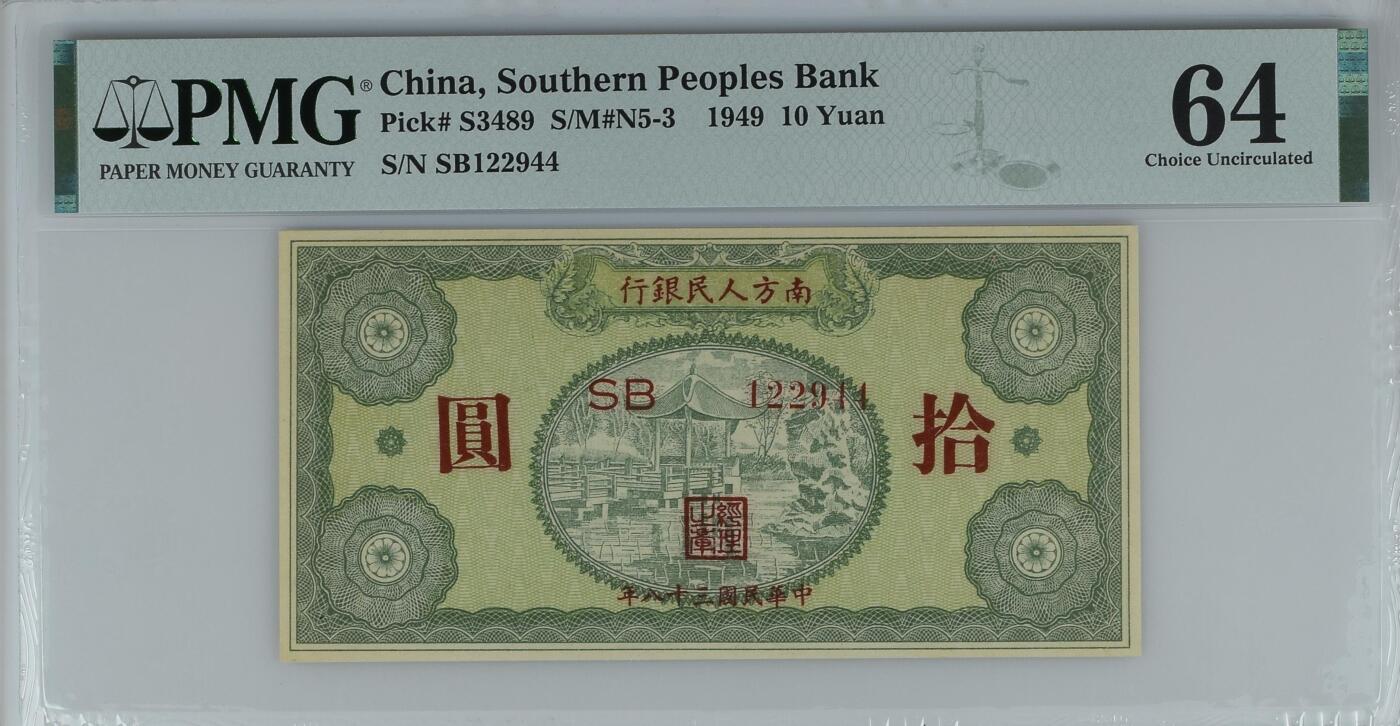 PMG®
PAPER MONEY GUARANTY
China, Southern Peoples Bank
Pick# S3489 S/M#N5-3 1949 10 Yuan
S/N SB122944
64
Choice Uncirculated
南方人民銀行
SB 122944
拾圓
經理之章
中華民國三十八年